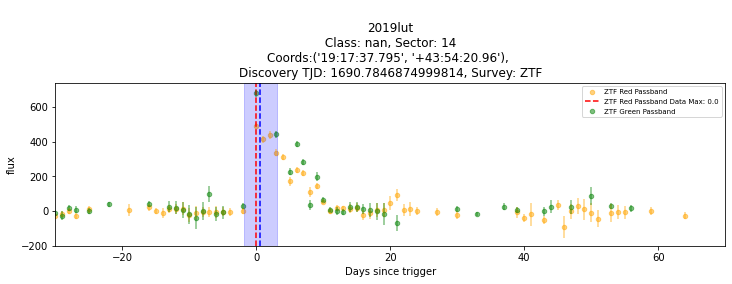 2019lut
Class: nan, Sector: 14
Coords:('19:17:37.795', '+43:54:20.96'),
Discovery TJD: 1690.7846874999814, Survey: ZTF
ZTF Red Passband
ZTF Red Passband Data Max: 0.0
ZTF Green Passband
600
400
200
0
−200
flux
−20
0
20
40
60
Days since trigger